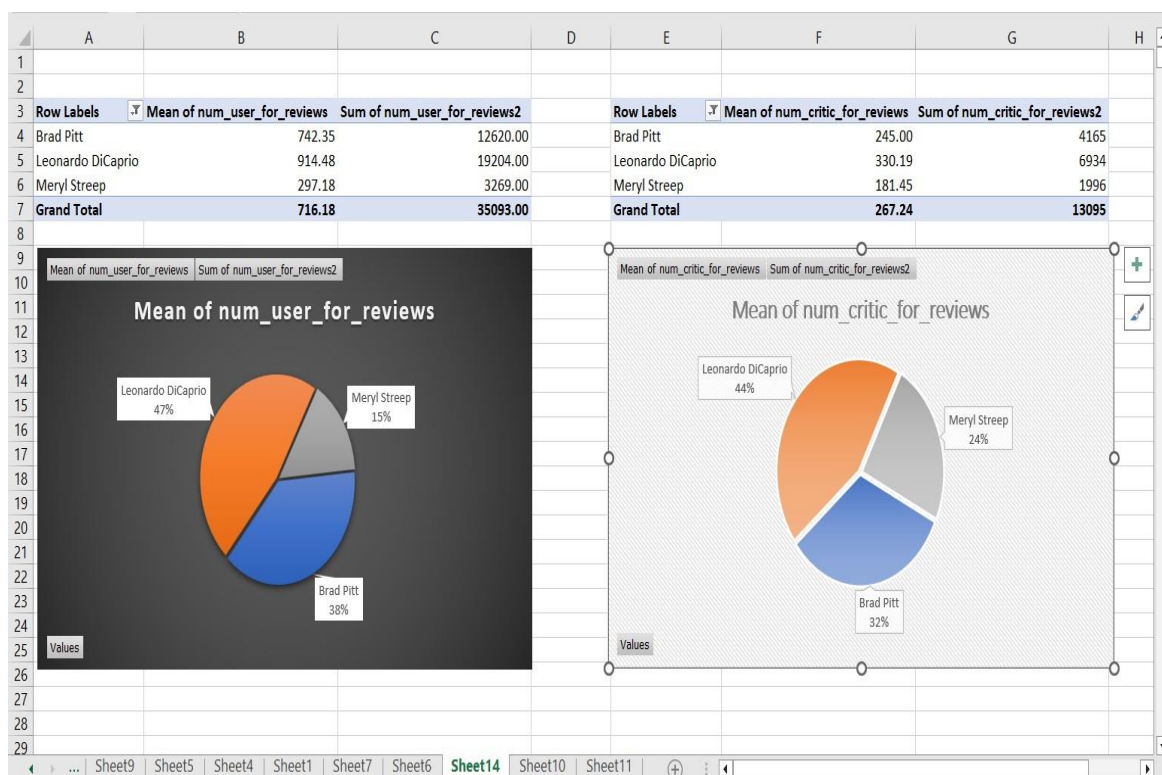 A B C D E F G H
1
2
3 Row Labels Mean of num_user_for_reviews Sum of num_user_for_reviews2 Row Labels Mean of num_critic_for_reviews Sum of num_critic_for_reviews2
4 Brad Pitt 742.35 12620.00 Brad Pitt 245.00 4165
5 Leonardo DiCaprio 914.48 19204.00 Leonardo DiCaprio 330.19 6934
6 Meryl Streep 297.18 3269.00 Meryl Streep 181.45 1996
7 Grand Total 716.18 35093.00 Grand Total 267.24 13095
8
9
10
11
12
13
14
15
16
17
18
19
20
21
22
23
24
25
26
27
28
29
Mean of num_user_for_reviews Sum of num_user_for_reviews2
Mean of num_user_for_reviews
Leonardo DiCaprio
47%
Meryl Streep
15%
Brad Pitt
38%
Values
Mean of num_critic_for_reviews Sum of num_critic_for_reviews2
Mean of num_critic_for_reviews
Leonardo DiCaprio
44%
Meryl Streep
24%
Brad Pitt
32%
Values
... Sheet9 Sheet5 Sheet4 Sheet1 Sheet7 Sheet6 Sheet14 Sheet10 Sheet11